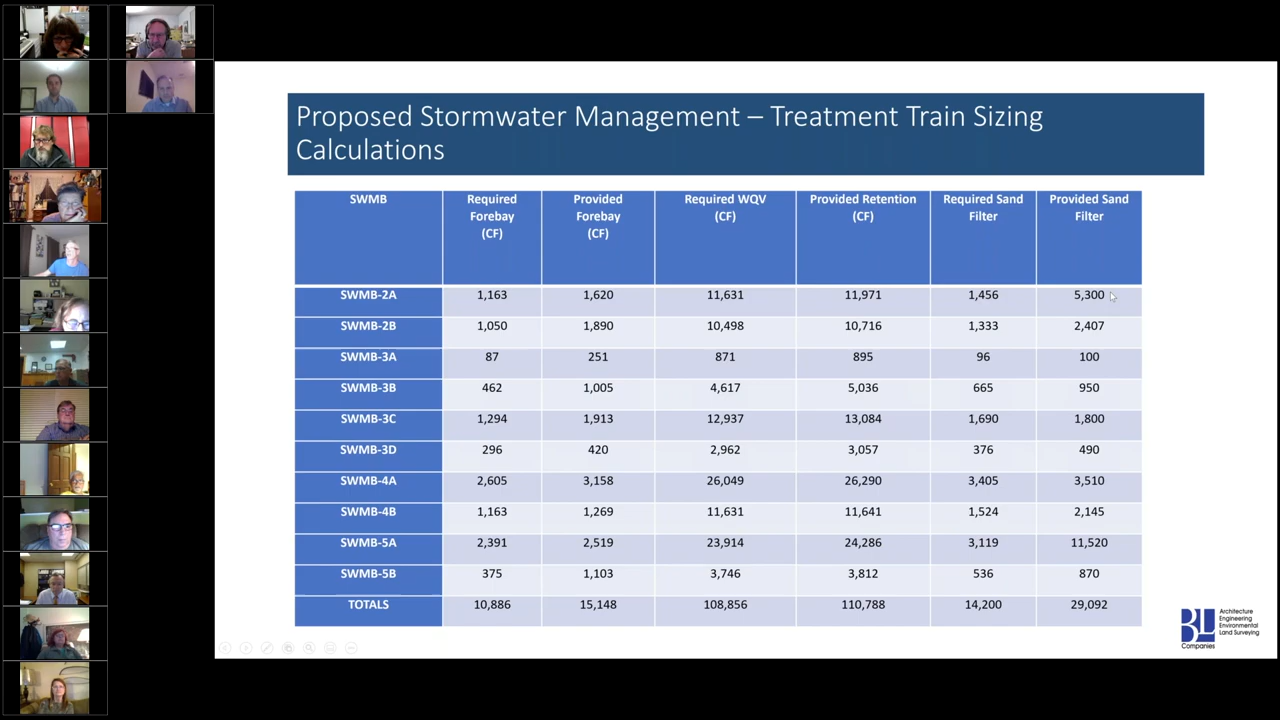 Proposed Stormwater Management – Treatment Train Sizing
Calculations
SWMB Required Forebay (CF) Provided Forebay (CF) Required WQV (CF) Provided Retention (CF) Required Sand Filter Provided Sand Filter
SWMB-2A 1,163 1,620 11,631 11,971 1,456 5,300
SWMB-2B 1,050 1,890 10,498 10,716 1,333 2,407
SWMB-3A 87 251 871 895 96 100
SWMB-3B 462 1,005 4,617 5,036 665 950
SWMB-3C 1,294 1,913 12,937 13,084 1,690 1,800
SWMB-3D 296 420 2,962 3,057 376 490
SWMB-4A 2,605 3,158 26,049 26,290 3,405 3,510
SWMB-4B 1,163 1,269 11,631 11,641 1,524 2,145
SWMB-5A 2,391 2,519 23,914 24,286 3,119 11,520
SWMB-5B 375 1,103 3,746 3,812 536 870
TOTALS 10,886 15,148 108,856 110,788 14,200 29,092
BL
Companies
Architecture
Engineering
Environmental
Land Surveying